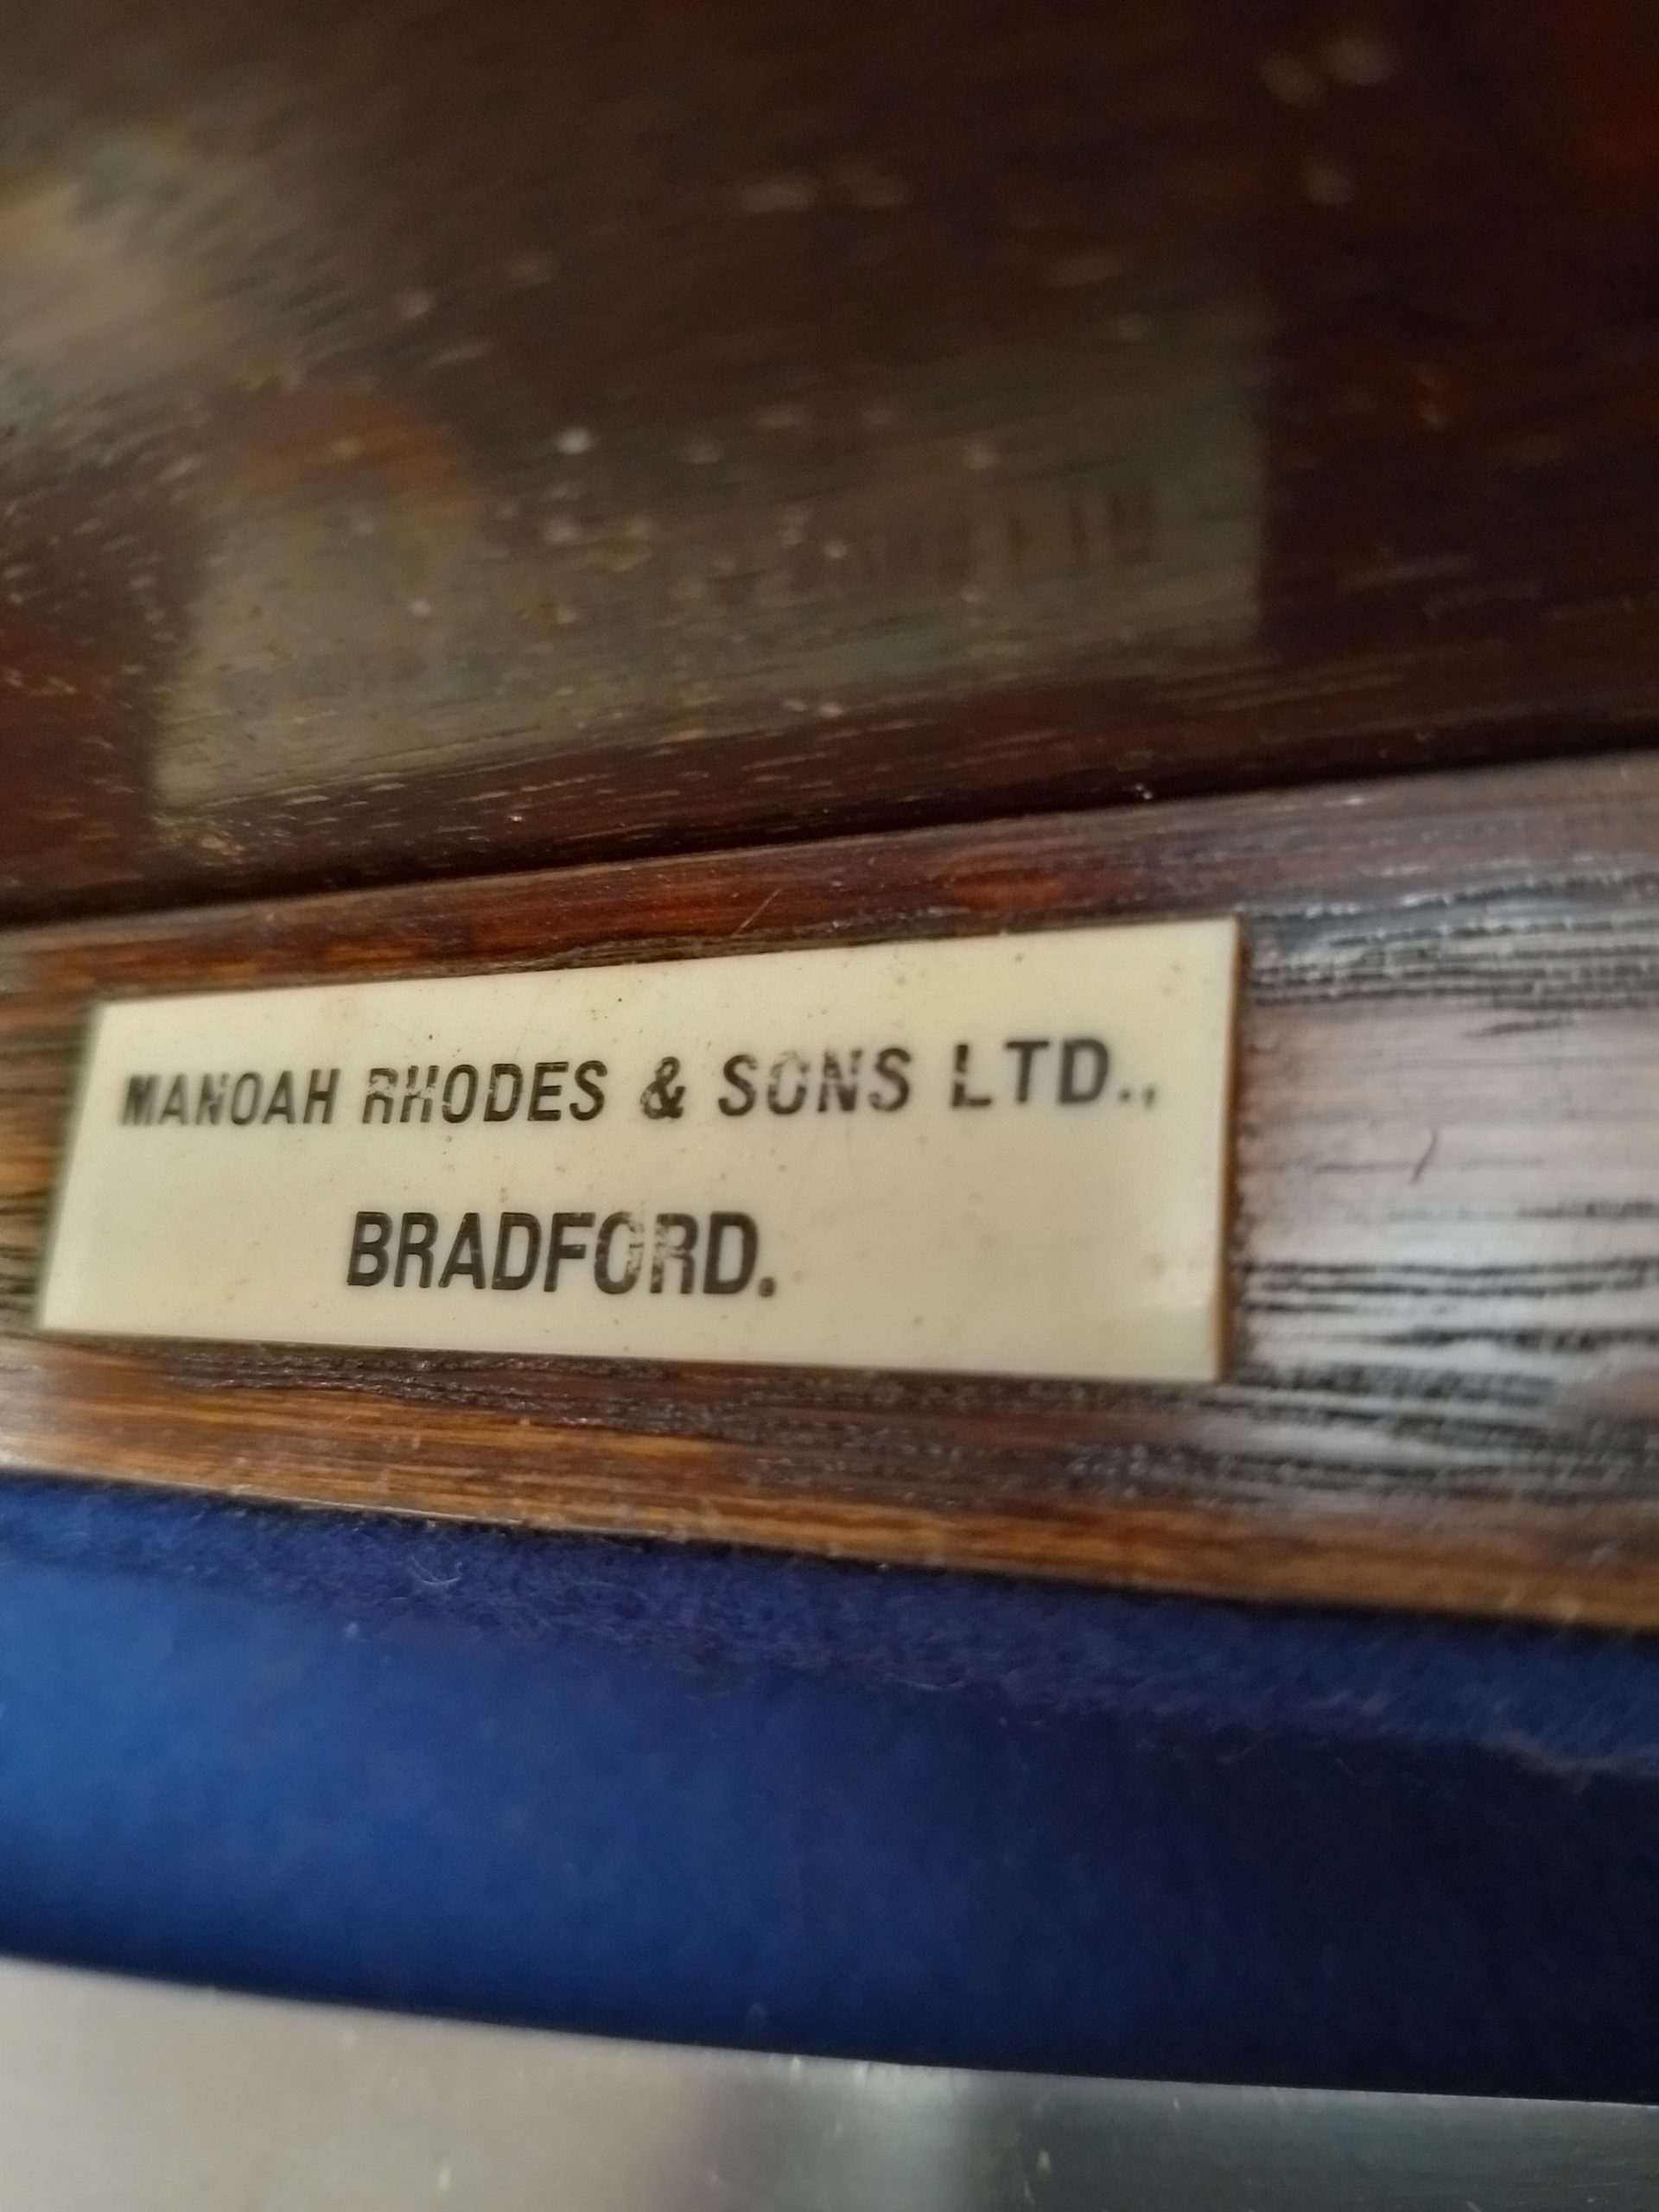 MANOAH RHODES & SONS LTD.,
BRADFORD.